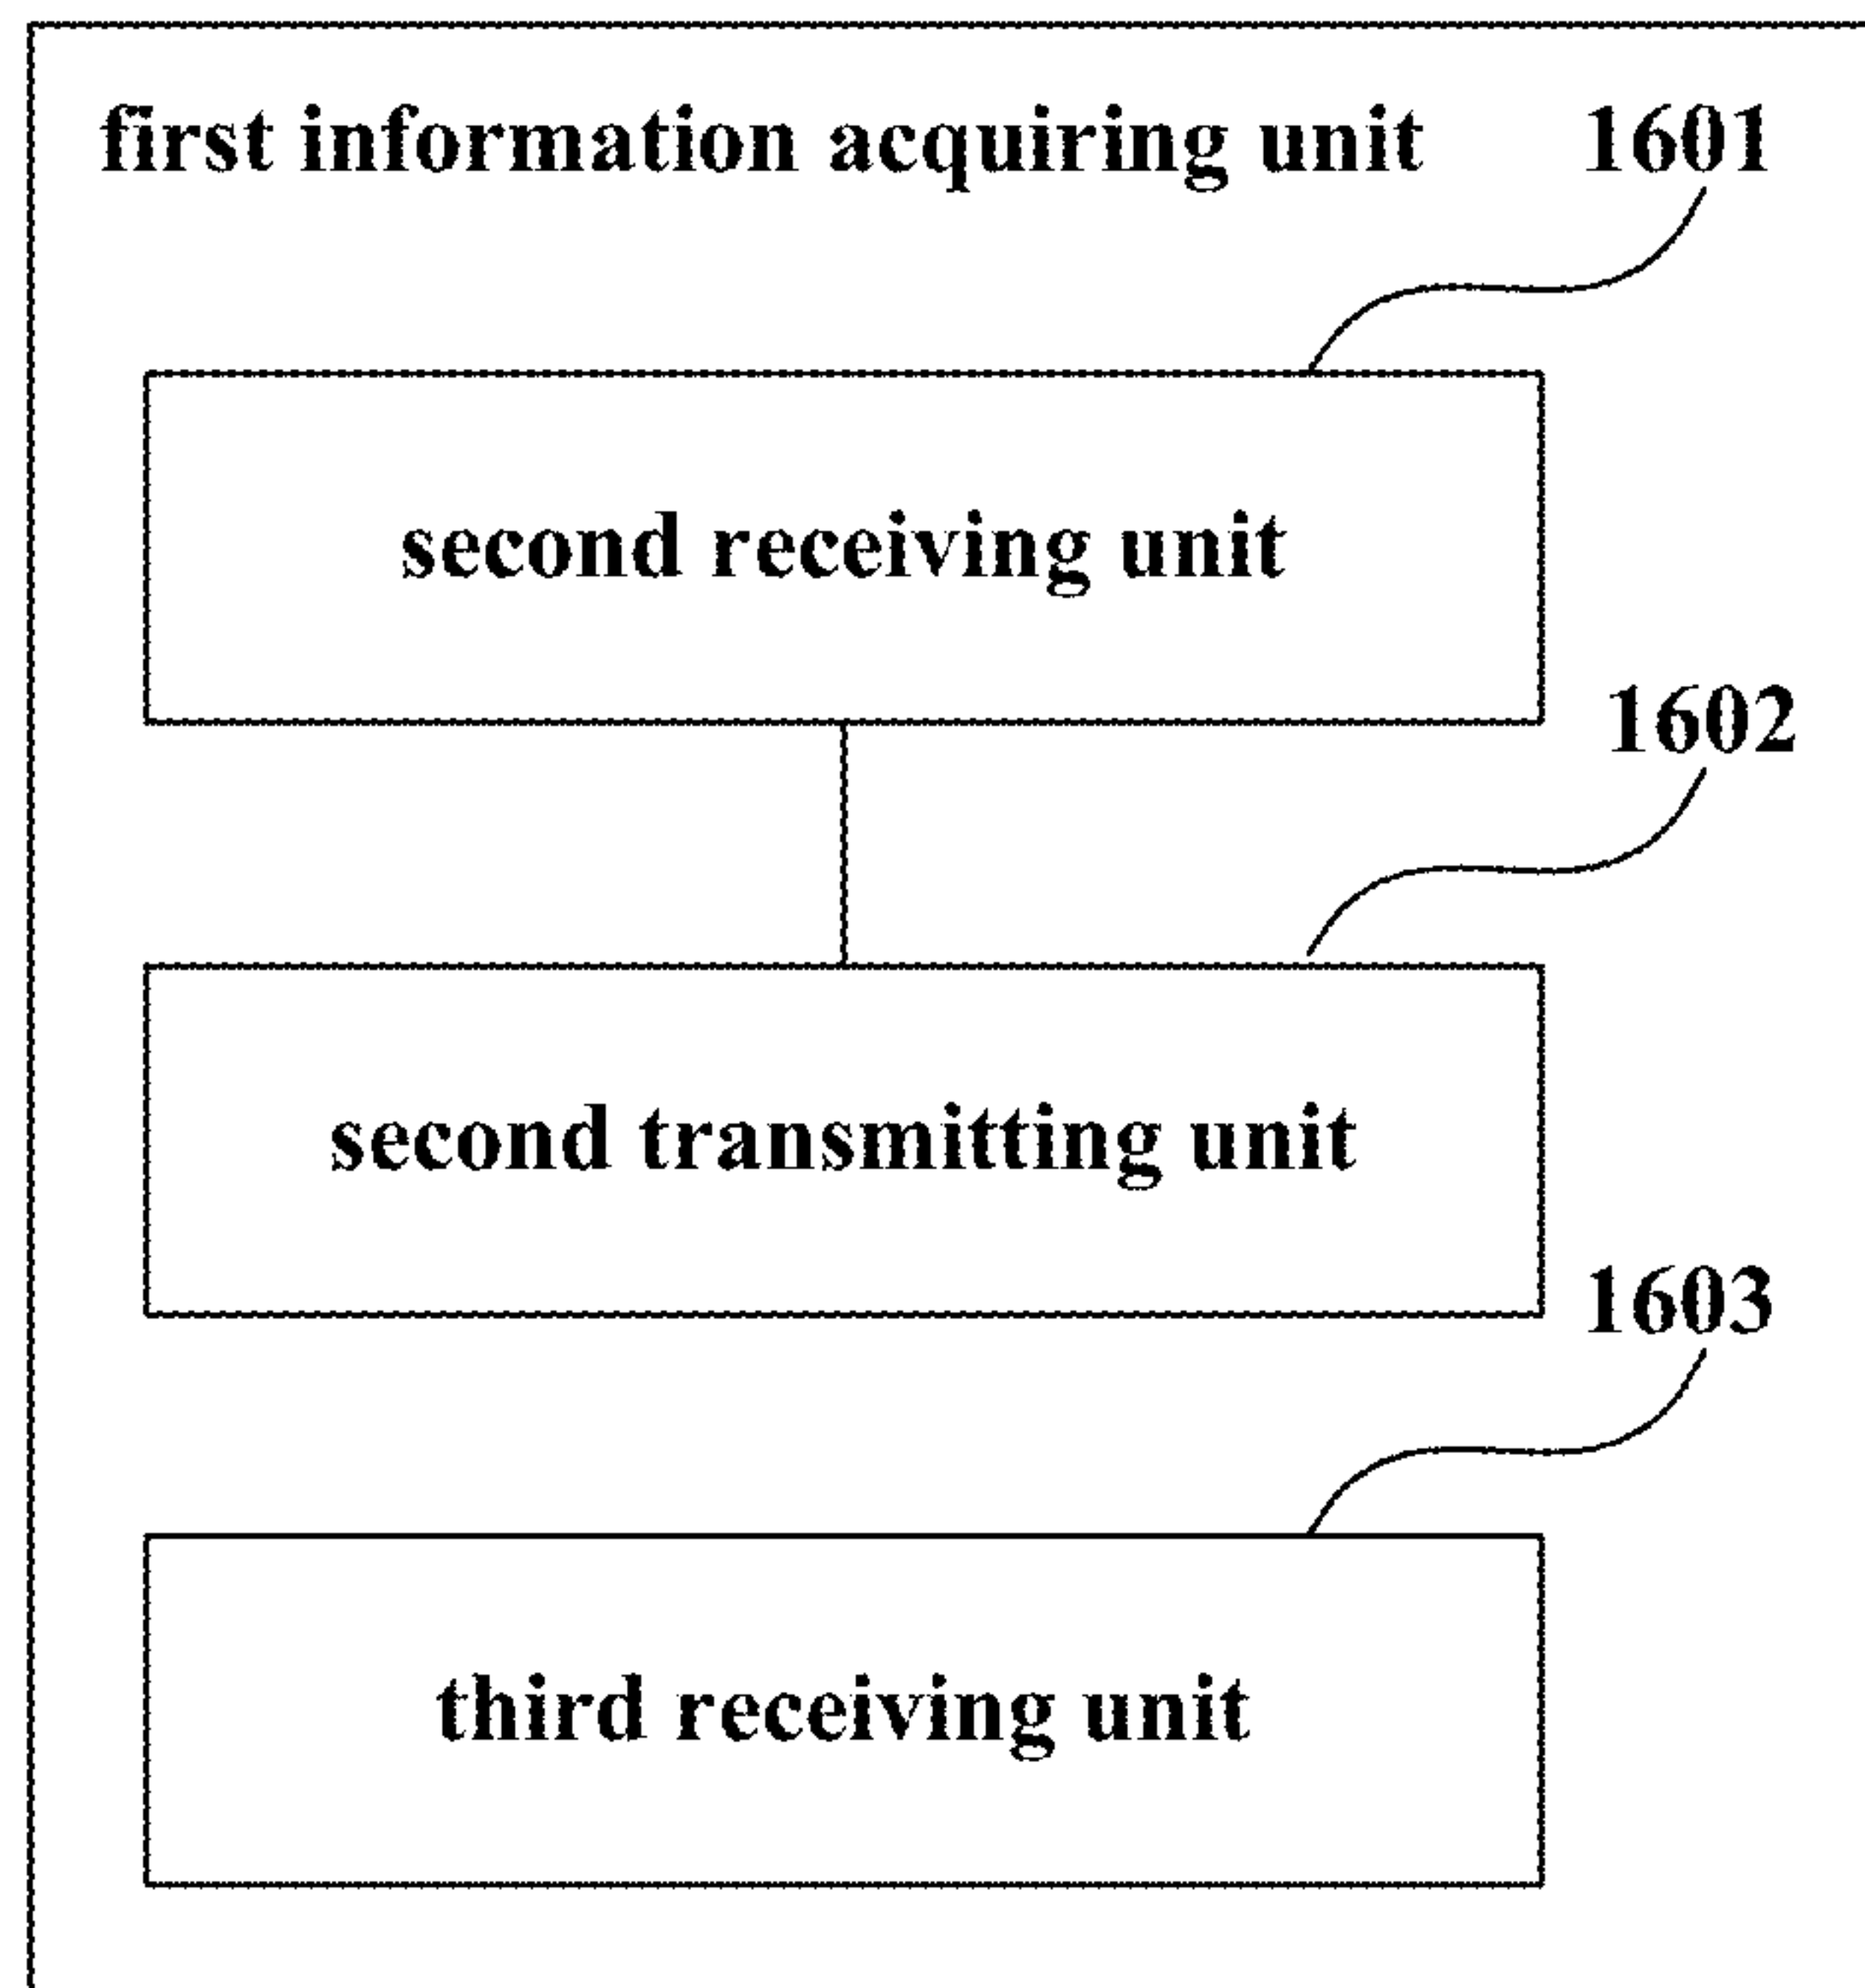 first information acquiring unit 1601
second receiving unit
1602
second transmitting unit
1603
third receiving unit